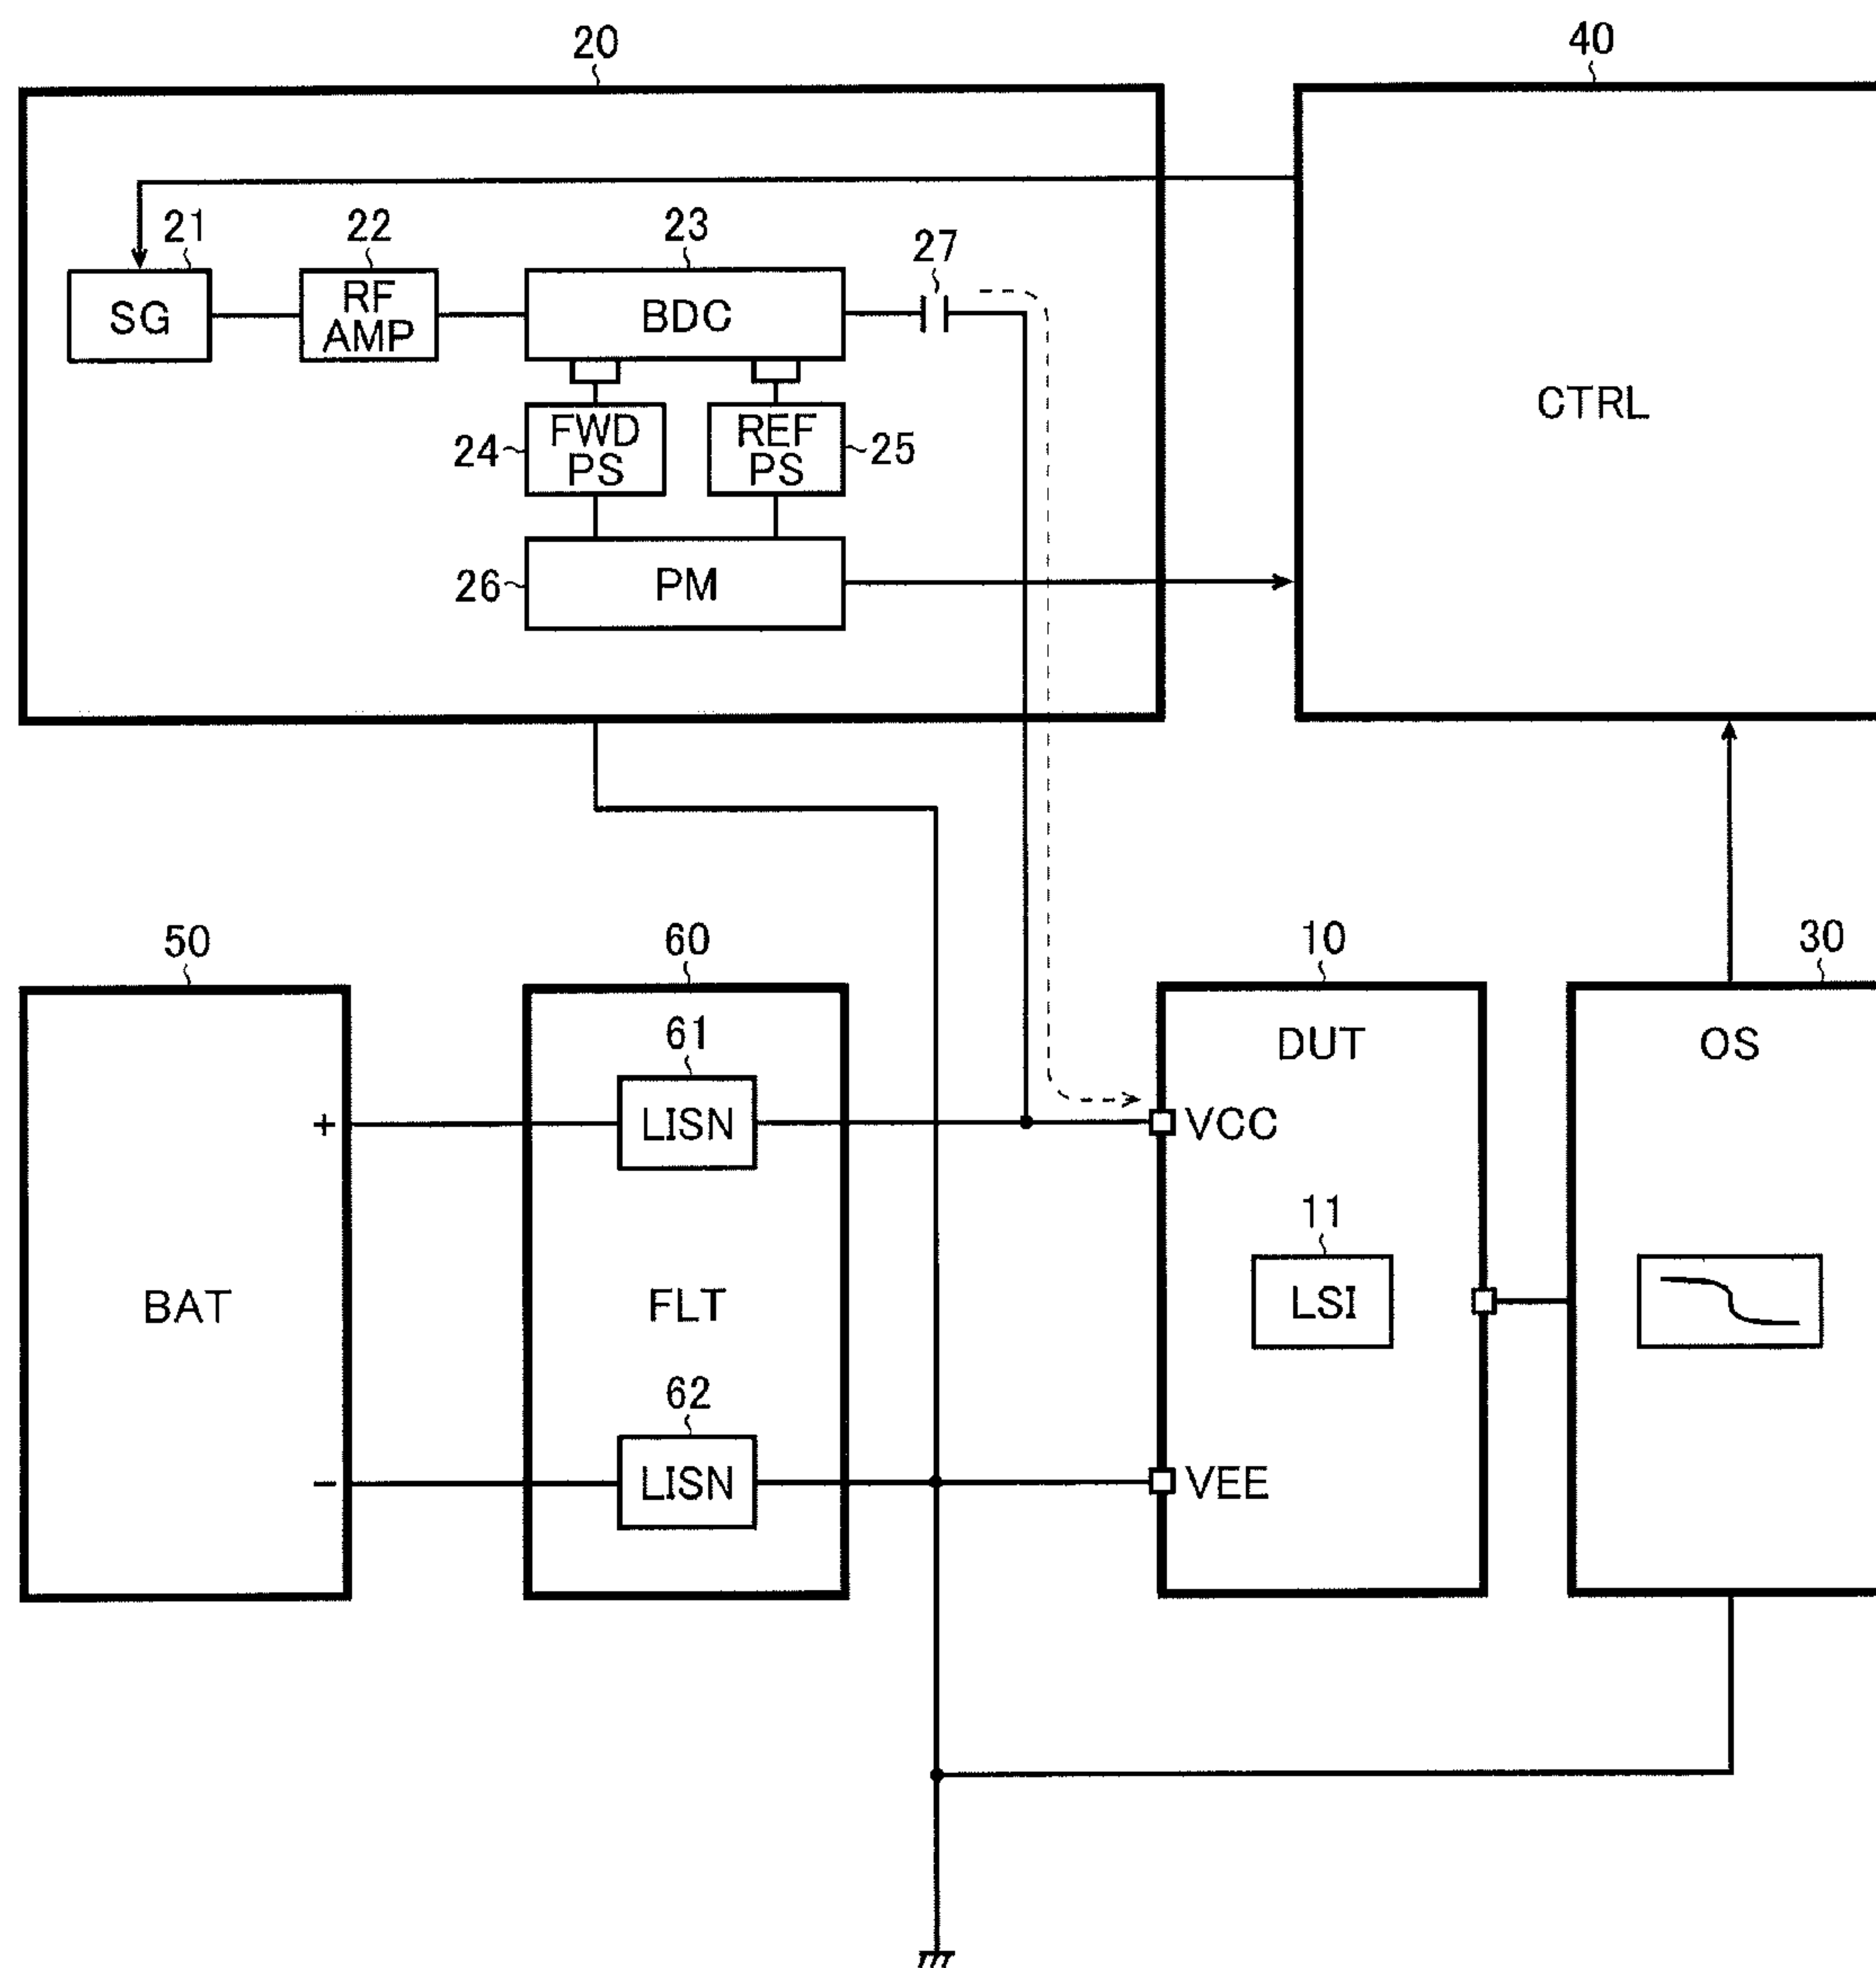 20
40
21
22
23
27
SG
RF
AMP
BDC
CTRL
24
FWD
PS
REF
PS
25
26
PM
50
60
10
30
61
DUT
OS
+
LISN
VCC
11
BAT
FLT
LSI
62
−
LISN
VEE